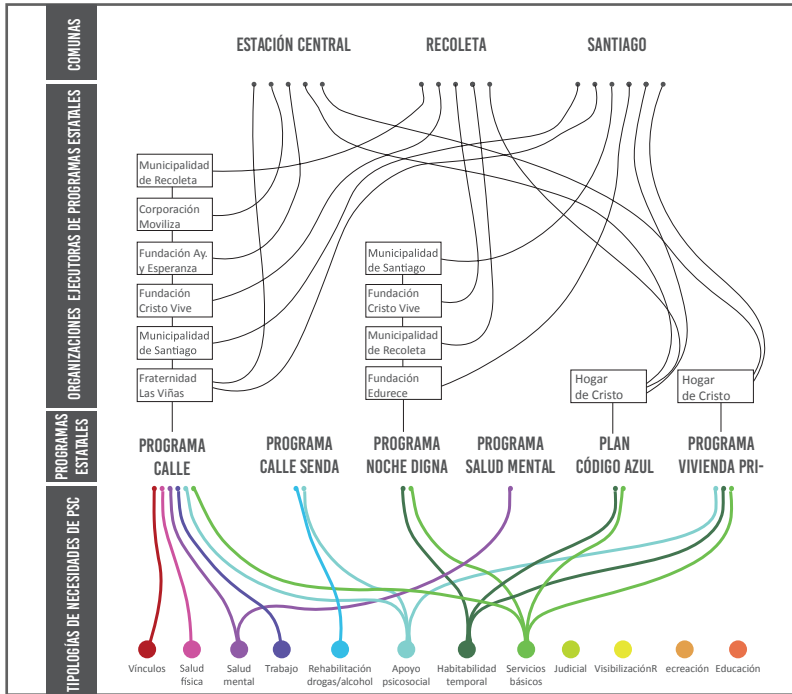 COMUNAS
ESTACIÓN CENTRAL
RECOLETA
SANTIAGO
ORGANIZACIONES EJECUTORAS DE PROGRAMAS ESTATALES
Municipalidad
de Recoleta
Corporación
Moviliza
Fundación Ay.
y Esperanza
Fundación
Cristo Vive
Municipalidad
de Santiago
Fraternidad
Las Viñas
Municipalidad
de Santiago
Fundación
Cristo Vive
Municipalidad
de Recoleta
Fundación
Edurece
Hogar
de Cristo
Hogar
de Cristo
PROGRAMAS
ESTATALES
PROGRAMA
CALLE
PROGRAMA
CALLE SENDA
PROGRAMA
NOCHE DIGNA
PROGRAMA
SALUD MENTAL
PLAN
CÓDIGO AZUL
PROGRAMA
VIVIENDA PRI-
TIPOLOGÍAS DE NECESIDADES DE PSC
Vínculos
Salud
física
Salud
mental
Trabajo
Rehabilitación
drogas/alcohol
Apoyo
psicosocial
Habitabilidad
temporal
Servicios
básicos
Judicial
VisibilizaciónR
ecreación
Educación